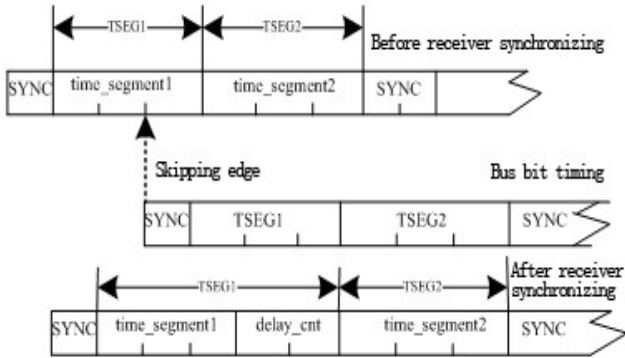 TSEG1 TSEG2
Before receiver synchronizing
SYNC time_segment1 time_segment2 SYNC
Skipping edge Bus bit timing
SYNC TSEG1 TSEG2 SYNC
TSEG1 TSEG2
After receiver
synchronizing
SYNC time_segment1 delay_cnt time_segment2 SYNC